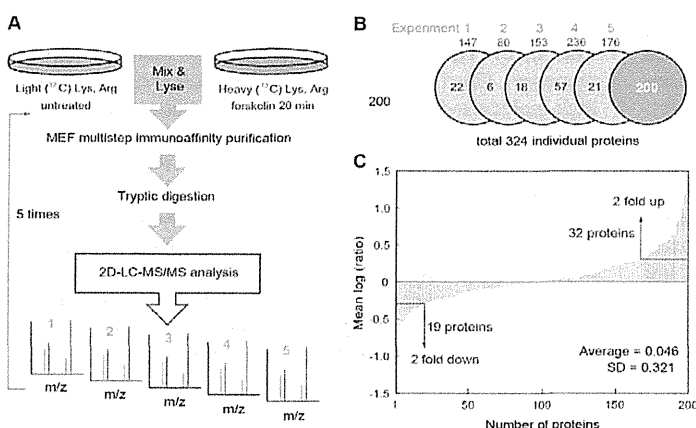 A
Light (¹²C) Lys, Arg
untreated
Mix &
Lyse
Heavy (¹³C) Lys, Arg
forskolin 20 min
MEF multistep immunoaffinity purification
Tryptic digestion
5 times
2D-LC-MS/MS analysis
1 2 3 4 5
m/z m/z m/z m/z m/z
B
Experiment 1 2 3 4 5
147 80 153 236 176
22 6 18 57 21 200
200
total 324 individual proteins
C
Mean log (ratio)
1.5
1.0
0.5
0
-0.5
-1.0
-1.5
2 fold up
32 proteins
19 proteins
2 fold down
Average = 0.046
SD = 0.321
1 50 100 150 200
Number of proteins